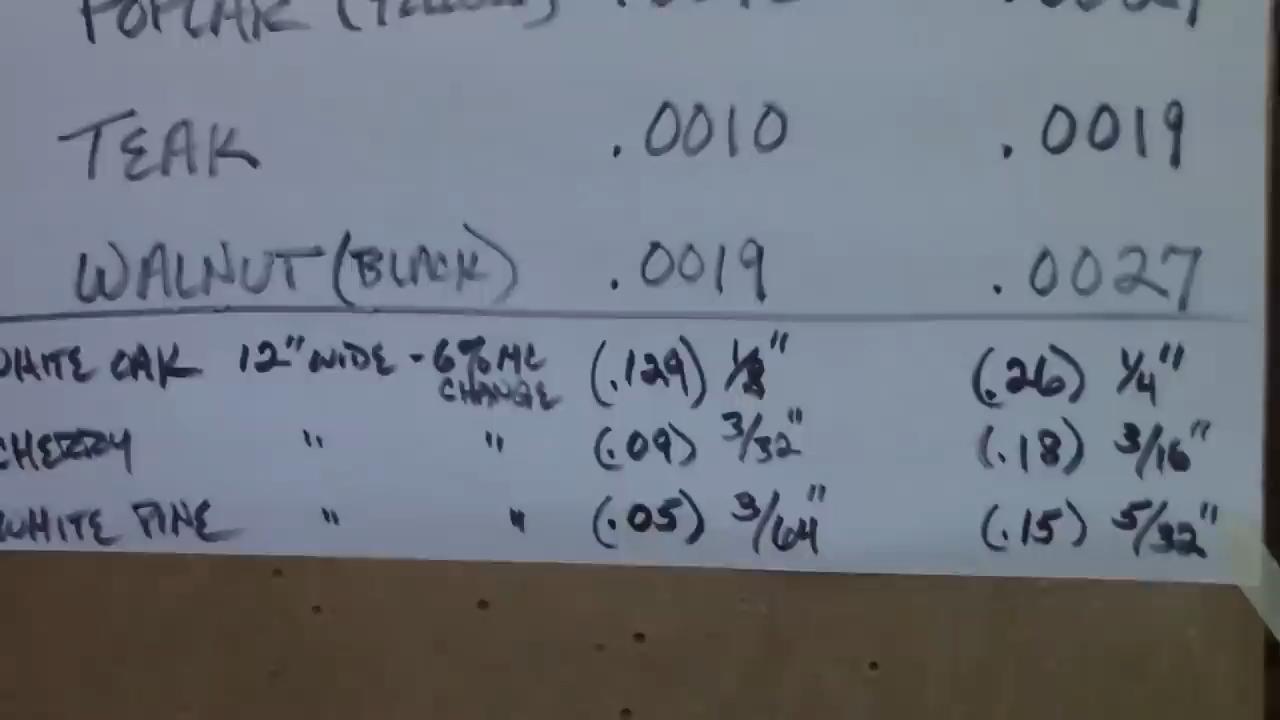 POPLAR
TEAK .0010 .0019
WALNUT (BLACK) .0019 .0027
WHITE OAK 12" WIDE - 6% MC CHANGE (.129) 1/8" (.26) 1/4"
CHERRY " " (.09) 3/32" (.18) 3/16"
WHITE PINE " " (.05) 3/64" (.15) 5/32"